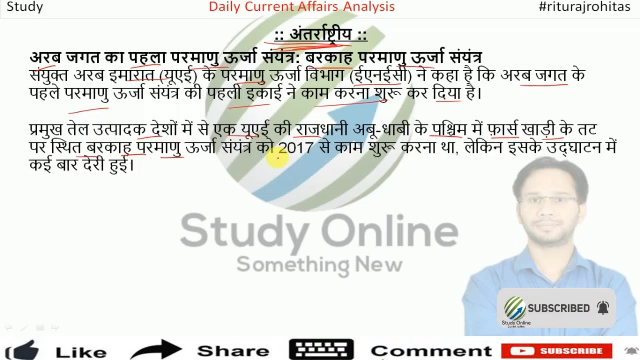 Study Daily Current Affairs Analysis #riturajrohitas
:: अंतर्राष्ट्रीय ::
अरब जगत का पहला परमाणु ऊर्जा संयंत्र: बरकाह परमाणु ऊर्जा संयंत्र
संयुक्त अरब इमारात (यूएई) के परमाणु ऊर्जा विभाग (ईएनईसी) ने कहा है कि अरब जगत के
पहले परमाणु ऊर्जा संयंत्र की पहली इकाई ने काम करना शुरू कर दिया है।
प्रमुख तेल उत्पादक देशों में से एक यूएई की राजधानी अबू-धाबी के पश्चिम में फ़ार्स खाड़ी के तट
पर स्थित बरकाह परमाणु ऊर्जा संयंत्र को 2017 से काम शुरू करना था, लेकिन इसके उद्घाटन में
कई बार देरी हुई।
Study Online
Something New
Study Online
SUBSCRIBED
Like Share Comment SUBSCRIBE